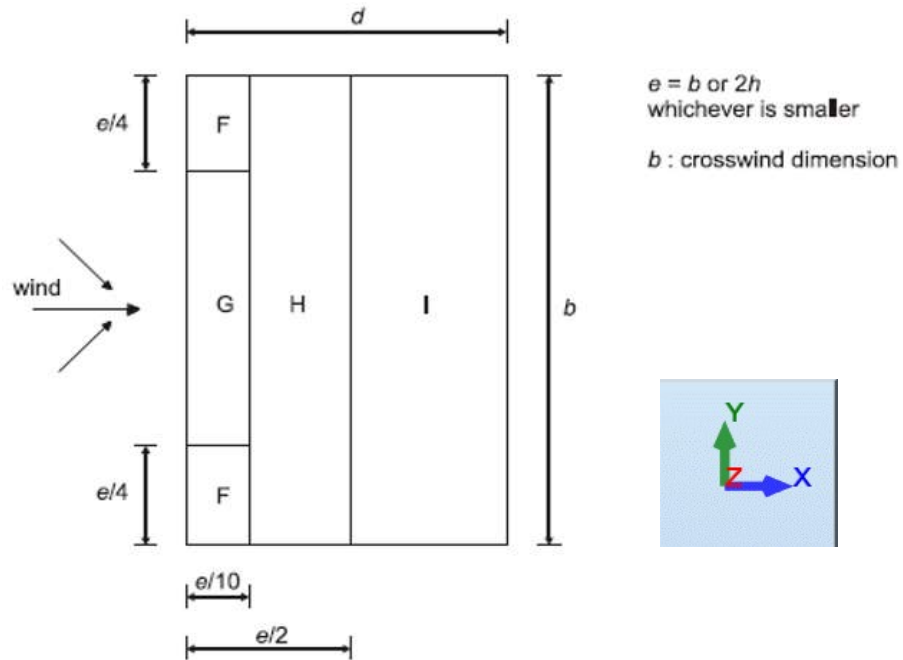 d
e = b or 2h
whichever is smaller
b : crosswind dimension
e/4
F
wind
G
H
I
b
Y
Z
X
e/4
F
e/10
e/2